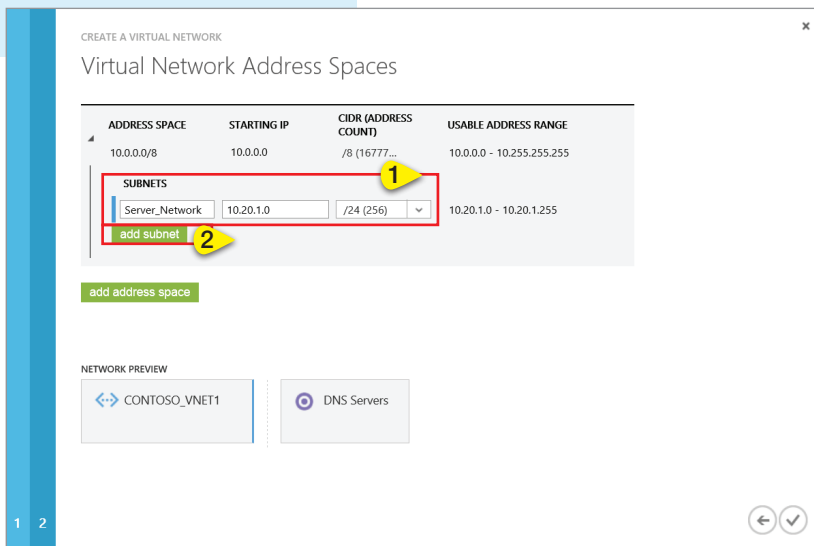 ×
CREATE A VIRTUAL NETWORK
Virtual Network Address Spaces
ADDRESS SPACE STARTING IP CIDR (ADDRESS COUNT) USABLE ADDRESS RANGE
10.0.0.0/8 10.0.0.0 /8 (16777... 10.0.0.0 - 10.255.255.255
1
SUBNETS
Server_Network 10.20.1.0 /24 (256) 10.20.1.0 - 10.20.1.255
add subnet 2
add address space
NETWORK PREVIEW
CONTOSO_VNET1 DNS Servers
1 2